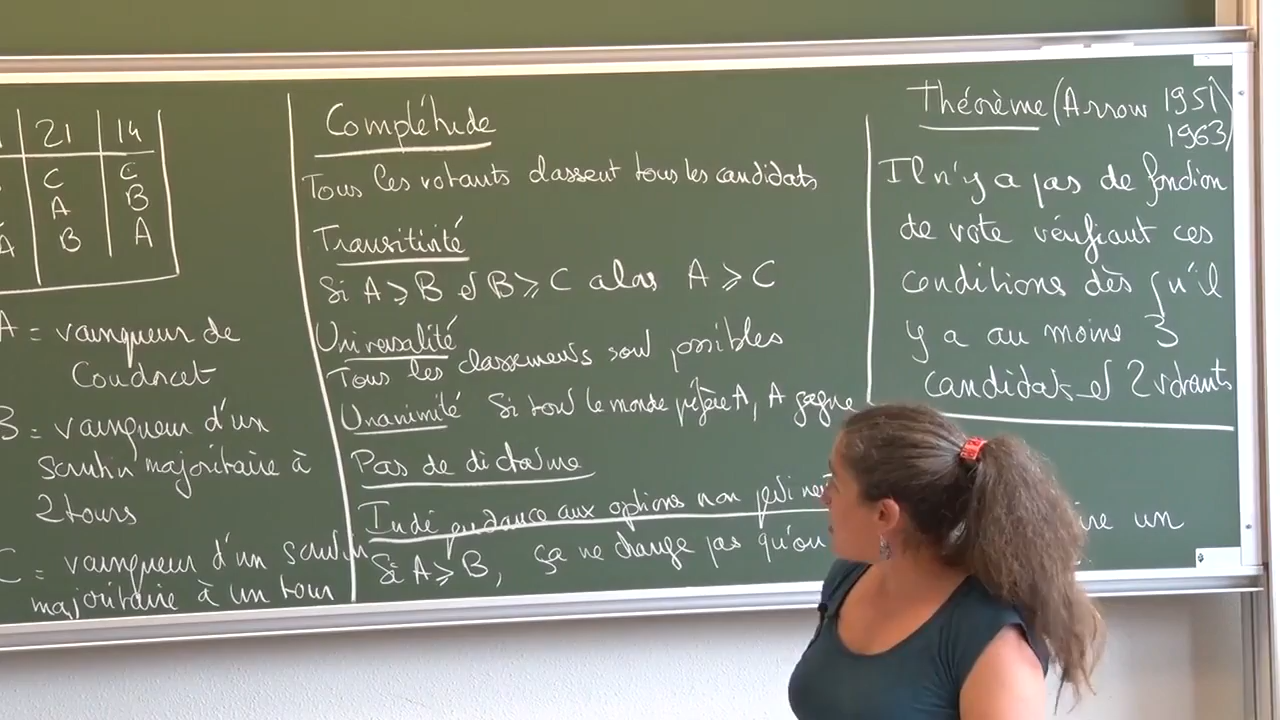 21 14
C C
A B
A B A
A = vainqueur de
Condorcet
B = vainqueur d'un
scrutin majoritaire à
2 tours
C = vainqueur d'un scrutin
majoritaire à un tour
Complétude
Tous les votants classent tous les candidats
Transitivité
Si A ⩾ B et B ⩾ C alors A ⩾ C
Universalité
Tous les classements sont possibles
Unanimité Si tout le monde préfère A, A gagne
Pas de dictature
Indépendance aux options non
Si A ⩾ B, ça ne change pas qu'on un
Théorème (Arrow 1951)
1963)
Il n'y a pas de fonction
de vote vérifiant ces
conditions dès qu'il
y a au moins 3
candidats et 2 votants